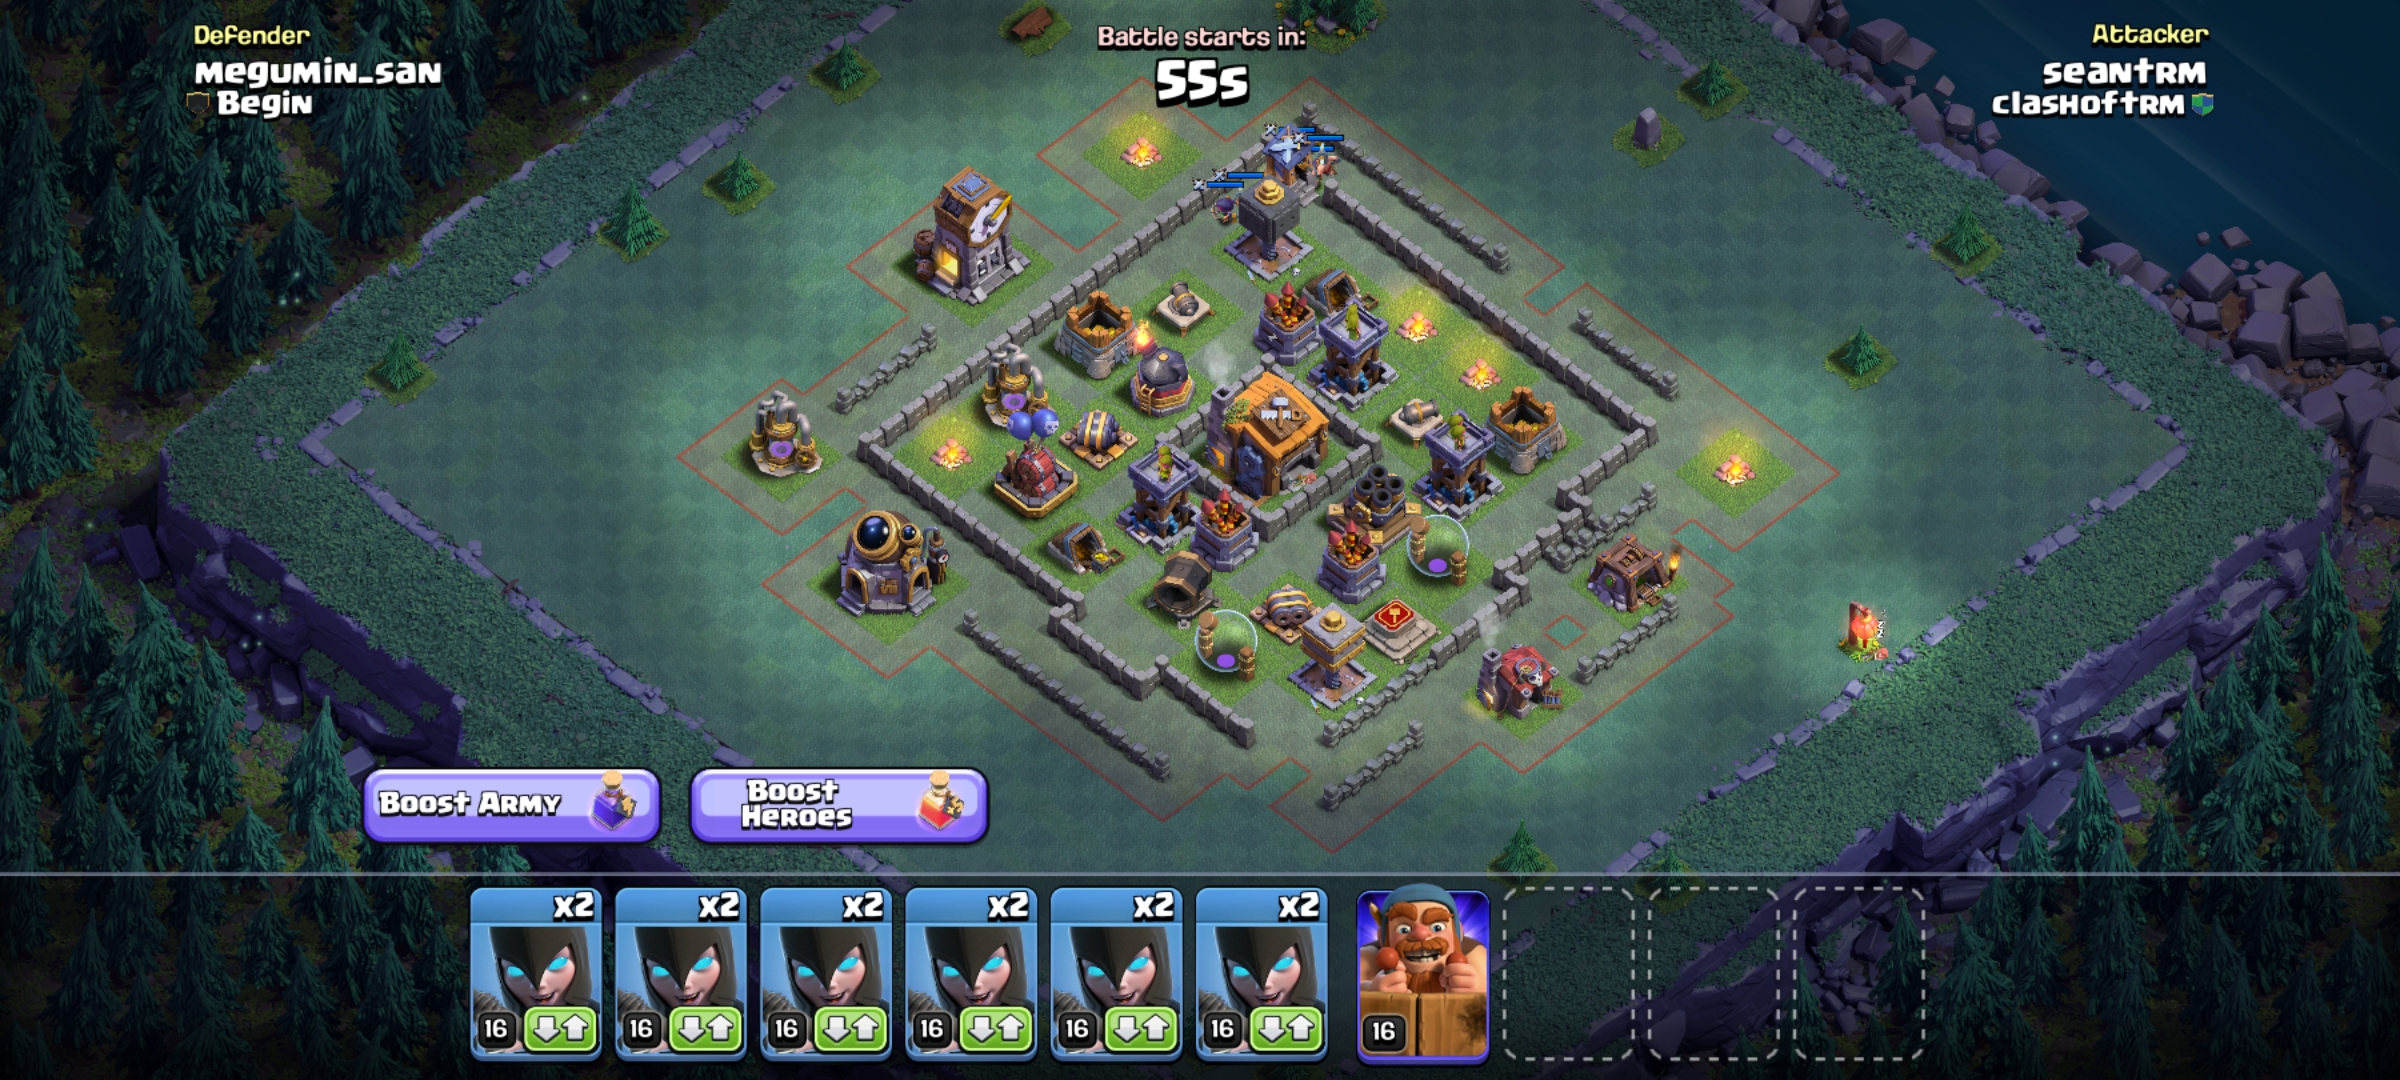 Defender
megumin_san
Begin
Battle starts in:
55s
Attacker
seantrm
clashoftrm
Boost Army
Boost
Heroes
x2
x2
x2
x2
x2
x2
16
16
16
16
16
16
16